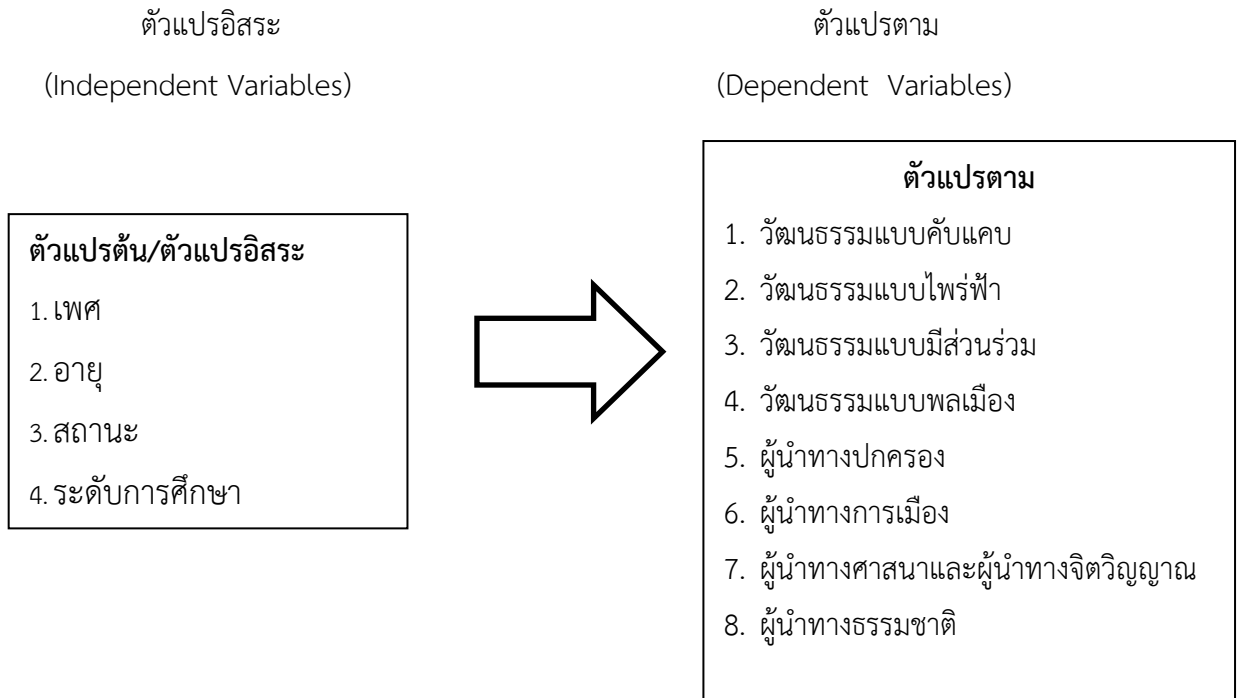 ตัวแปรอิสระ
(Independent Variables)
ตัวแปรตาม
(Dependent Variables)
ตัวแปรต้น/ตัวแปรอิสระ
1. เพศ
2. อายุ
3. สถานะ
4. ระดับการศึกษา
ตัวแปรตาม
1. วัฒนธรรมแบบคับแคบ
2. วัฒนธรรมแบบไพร่ฟ้า
3. วัฒนธรรมแบบมีส่วนร่วม
4. วัฒนธรรมแบบพลเมือง
5. ผู้นำทางปกครอง
6. ผู้นำทางการเมือง
7. ผู้นำทางศาสนาและผู้นำทางจิตวิญญาณ
8. ผู้นำทางธรรมชาติ